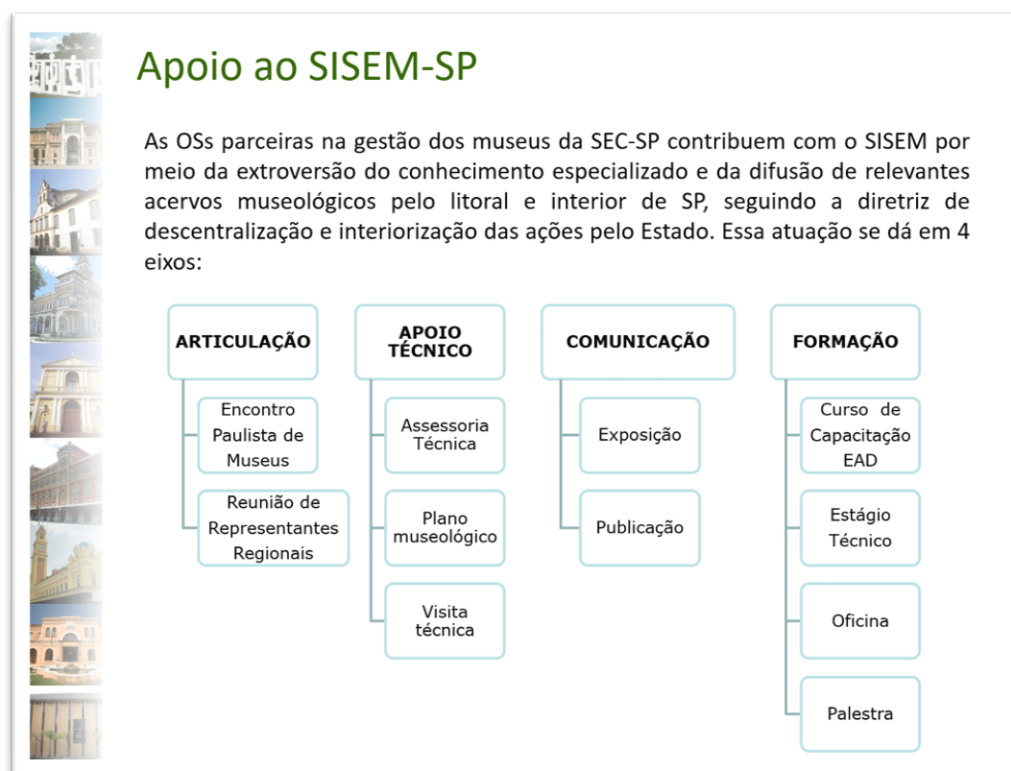 Apoio ao SISEM-SP
As OSs parceiras na gestão dos museus da SEC-SP contribuem com o SISEM por
meio da extroversão do conhecimento especializado e da difusão de relevantes
acervos museológicos pelo litoral e interior de SP, seguindo a diretriz de
descentralização e interiorização das ações pelo Estado. Essa atuação se dá em 4
eixos:
ARTICULAÇÃO
Encontro
Paulista de
Museus
Reunião de
Representantes
Regionais
APOIO
TÉCNICO
Assessoria
Técnica
Plano
museológico
Visita
técnica
COMUNICAÇÃO
Exposição
Publicação
FORMAÇÃO
Curso de
Capacitação
EAD
Estágio
Técnico
Oficina
Palestra